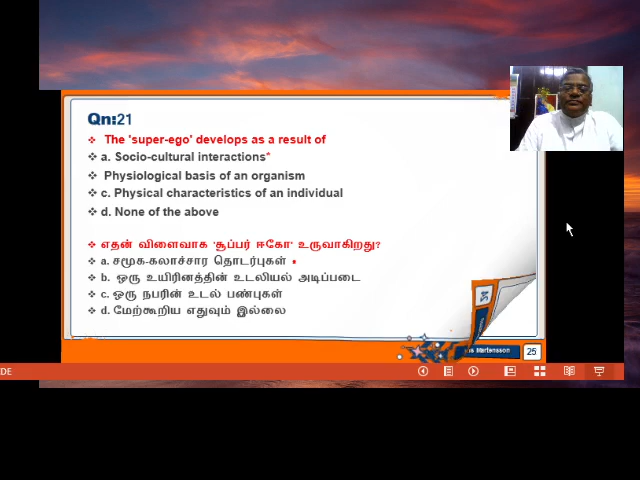 Qn:21
❖ The 'super-ego' develops as a result of
❖ a. Socio-cultural interactions*
❖ Physiological basis of an organism
❖ c. Physical characteristics of an individual
❖ d. None of the above
❖ எதன் விளைவாக 'சூப்பர் ஈகோ' உருவாகிறது?
❖ a. சமூக-கலாச்சார தொடர்புகள் •
❖ b. ஒரு உயிரினத்தின் உடலியல் அடிப்படை
❖ c. ஒரு நபரின் உடல் பண்புகள்
❖ d. மேற்கூறிய எதுவும் இல்லை
Martensson
25
DE